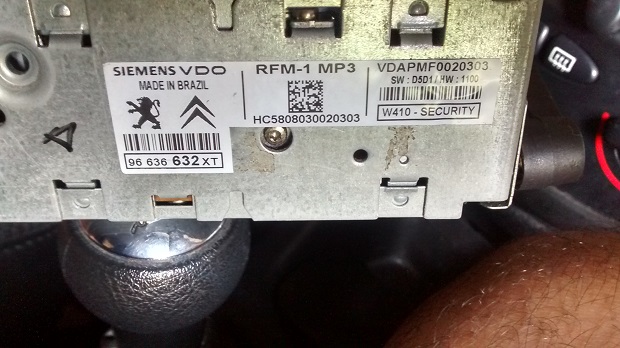 SIEMENS VDO
MADE IN BRAZIL
96 636 632 XT
RFM-1 MP3
HC5808030020303
VDAPMF0020303
SW : D5D1 / HW : 1100
W410 - SECURITY